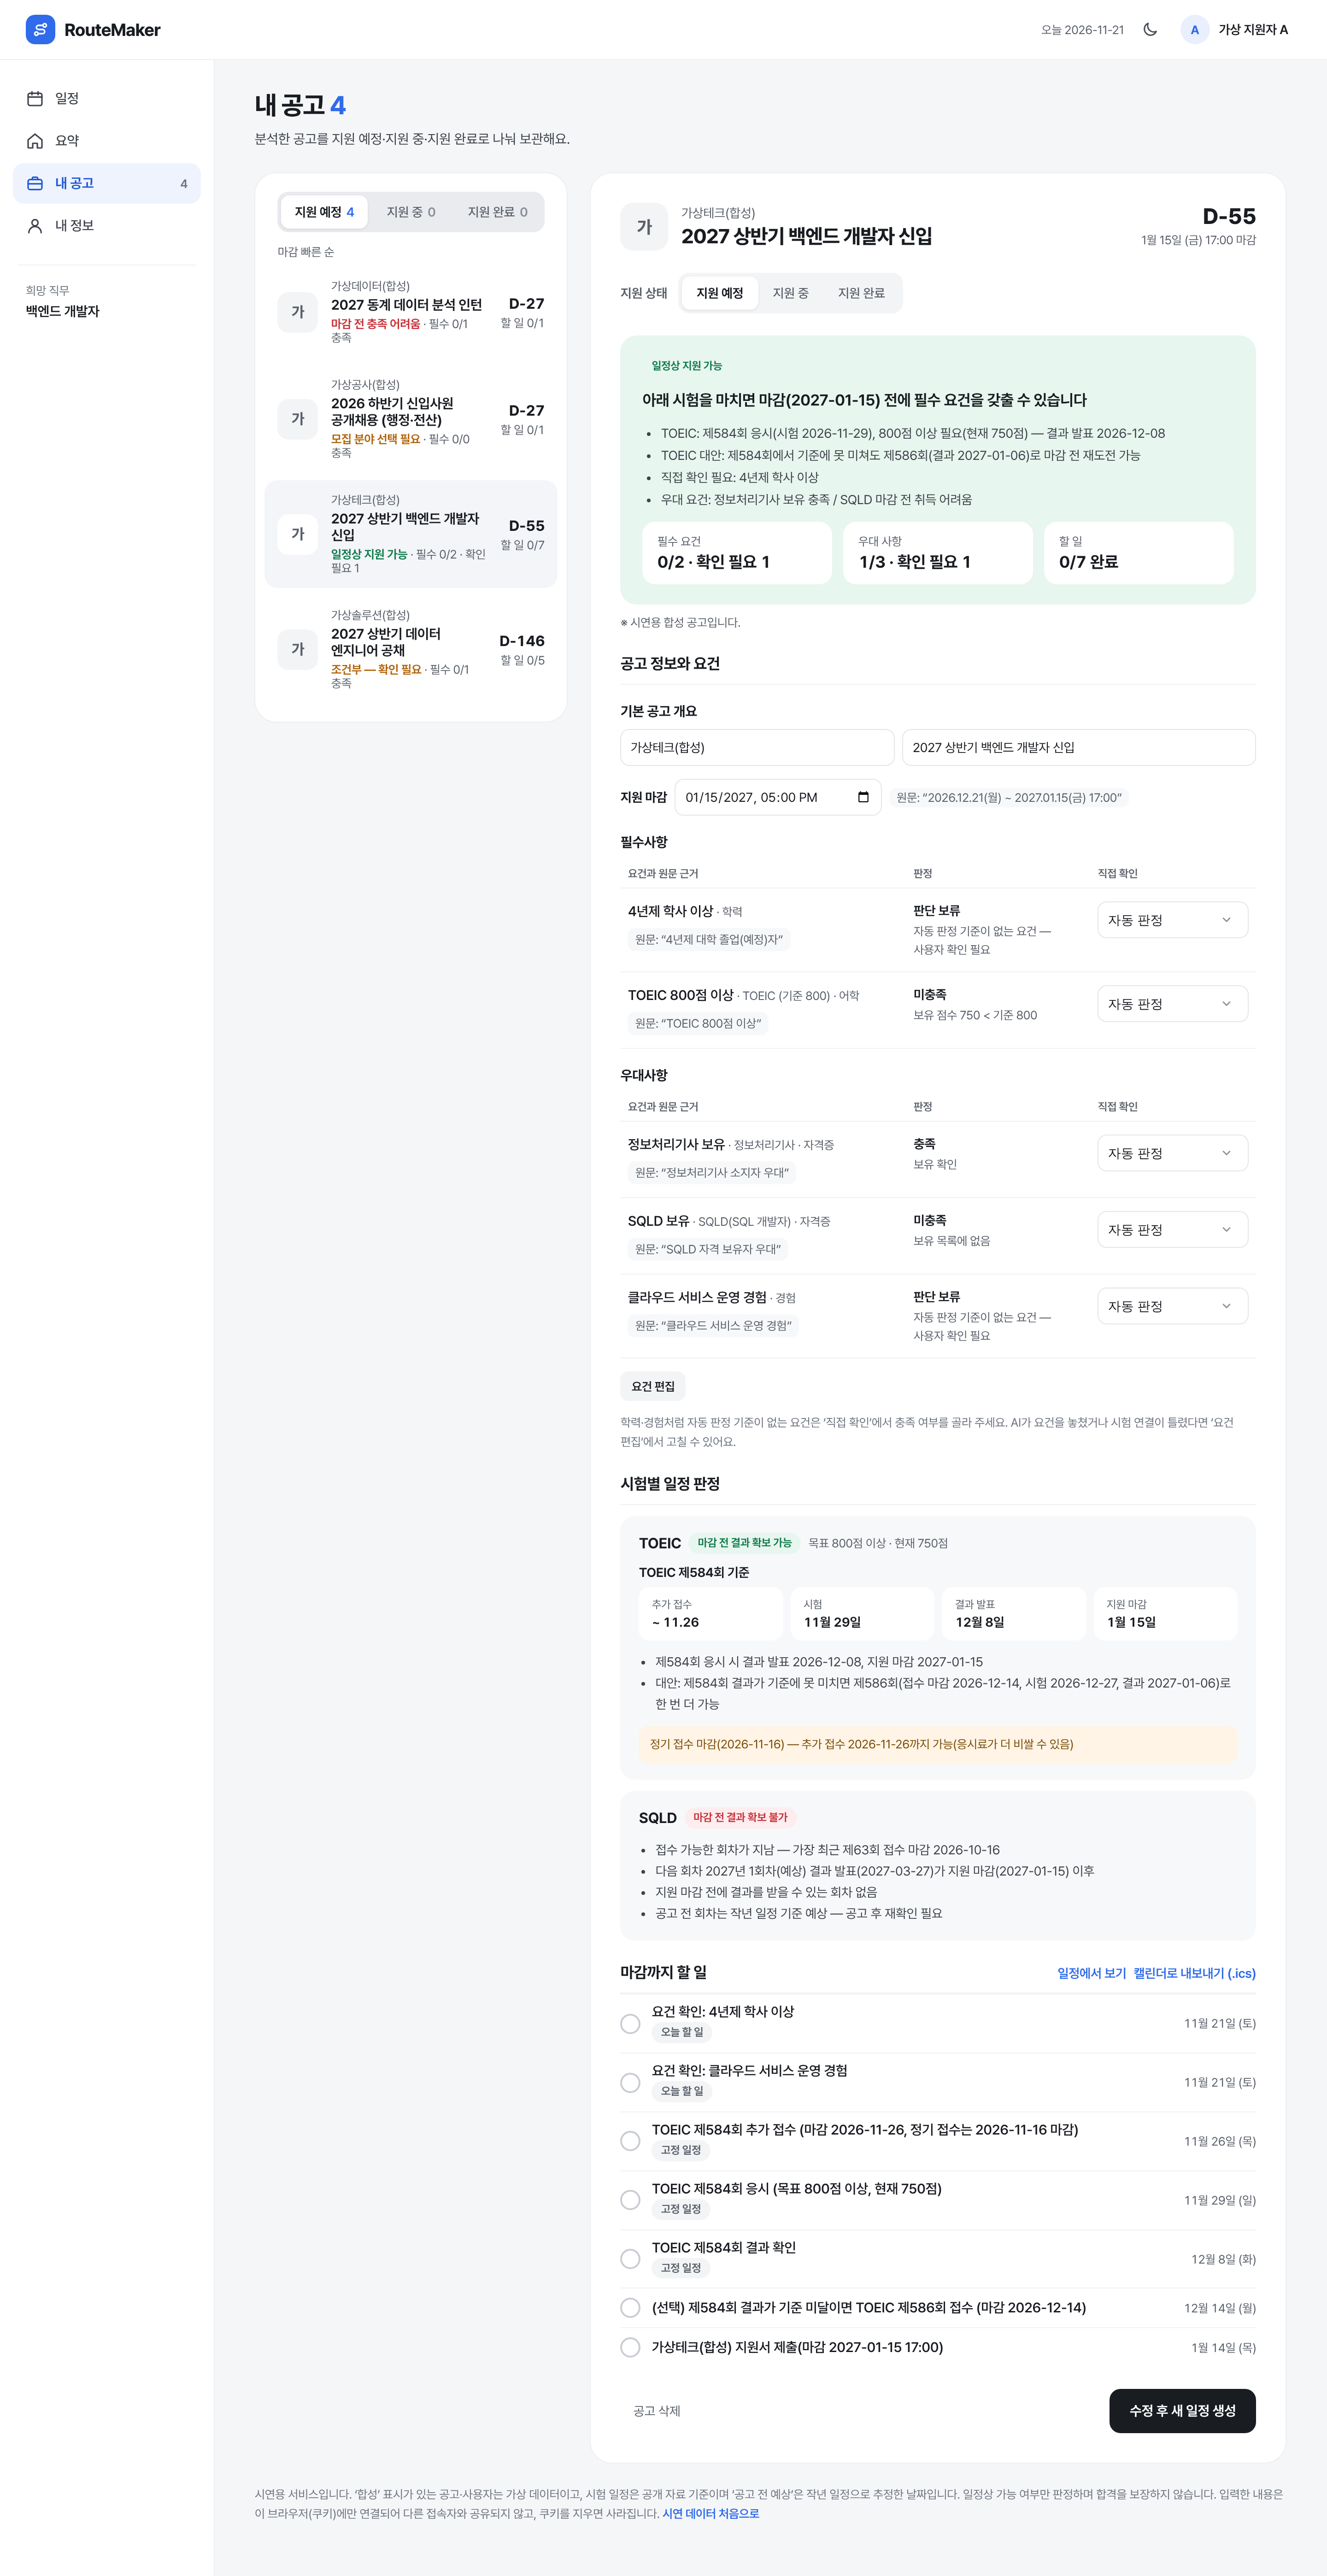 RouteMaker
오늘 2026-11-21
A
가상 지원자 A
일정
요약
내 공고
4
내 정보
희망 직무
백엔드 개발자
내 공고 4
분석한 공고를 지원 예정·지원 중·지원 완료로 나눠 보관해요.
지원 예정 4
지원 중 0
지원 완료 0
마감 빠른 순
가
가상데이터(합성)
2027 동계 데이터 분석 인턴
마감 전 충족 어려움 · 필수 0/1
충족
D-27
할 일 0/1
가
가상공사(합성)
2026 하반기 신입사원
공개채용 (행정·전산)
모집 분야 선택 필요 · 필수 0/0
충족
D-27
할 일 0/1
가
가상테크(합성)
2027 상반기 백엔드 개발자
신입
일정상 지원 가능 · 필수 0/2 · 확인
필요 1
D-55
할 일 0/7
가
가상솔루션(합성)
2027 상반기 데이터
엔지니어 공채
조건부 — 확인 필요 · 필수 0/1
충족
D-146
할 일 0/5
가
가상테크(합성)
2027 상반기 백엔드 개발자 신입
D-55
1월 15일 (금) 17:00 마감
지원 상태
지원 예정
지원 중
지원 완료
일정상 지원 가능
아래 시험을 마치면 마감(2027-01-15) 전에 필수 요건을 갖출 수 있습니다
• TOEIC: 제584회 응시(시험 2026-11-29), 800점 이상 필요(현재 750점) — 결과 발표 2026-12-08
• TOEIC 대안: 제584회에서 기준에 못 미쳐도 제586회(결과 2027-01-06)로 마감 전 재도전 가능
• 직접 확인 필요: 4년제 학사 이상
• 우대 요건: 정보처리기사 보유 충족 / SQLD 마감 전 취득 어려움
필수 요건
0/2 · 확인 필요 1
우대 사항
1/3 · 확인 필요 1
할 일
0/7 완료
※ 시연용 합성 공고입니다.
공고 정보와 요건
기본 공고 개요
가상테크(합성)
2027 상반기 백엔드 개발자 신입
지원 마감
01/15/2027, 05:00 PM
원문: “2026.12.21(월) ~ 2027.01.15(금) 17:00”
필수사항
요건과 원문 근거
판정
직접 확인
4년제 학사 이상 · 학력
원문: “4년제 대학 졸업(예정)자”
판단 보류
자동 판정 기준이 없는 요건 —
사용자 확인 필요
자동 판정
TOEIC 800점 이상 · TOEIC (기준 800) · 어학
원문: “TOEIC 800점 이상”
미충족
보유 점수 750 < 기준 800
자동 판정
우대사항
요건과 원문 근거
판정
직접 확인
정보처리기사 보유 · 정보처리기사 · 자격증
원문: “정보처리기사 소지자 우대”
충족
보유 확인
자동 판정
SQLD 보유 · SQLD(SQL 개발자) · 자격증
원문: “SQLD 자격 보유자 우대”
미충족
보유 목록에 없음
자동 판정
클라우드 서비스 운영 경험 · 경험
원문: “클라우드 서비스 운영 경험”
판단 보류
자동 판정 기준이 없는 요건 —
사용자 확인 필요
자동 판정
요건 편집
학력·경험처럼 자동 판정 기준이 없는 요건은 ‘직접 확인’에서 충족 여부를 골라 주세요. AI가 요건을 놓쳤거나 시험 연결이 틀렸다면 ‘요건
편집’에서 고칠 수 있어요.
시험별 일정 판정
TOEIC
마감 전 결과 확보 가능
목표 800점 이상 · 현재 750점
TOEIC 제584회 기준
추가 접수
~ 11.26
시험
11월 29일
결과 발표
12월 8일
지원 마감
1월 15일
• 제584회 응시 시 결과 발표 2026-12-08, 지원 마감 2027-01-15
• 대안: 제584회 결과가 기준에 못 미치면 제586회(접수 마감 2026-12-14, 시험 2026-12-27, 결과 2027-01-06)로
한 번 더 가능
정기 접수 마감(2026-11-16) — 추가 접수 2026-11-26까지 가능(응시료가 더 비쌀 수 있음)
SQLD
마감 전 결과 확보 불가
• 접수 가능한 회차가 지남 — 가장 최근 제63회 접수 마감 2026-10-16
• 다음 회차 2027년 1회차(예상) 결과 발표(2027-03-27)가 지원 마감(2027-01-15) 이후
• 지원 마감 전에 결과를 받을 수 있는 회차 없음
• 공고 전 회차는 작년 일정 기준 예상 — 공고 후 재확인 필요
마감까지 할 일
일정에서 보기
캘린더로 내보내기 (.ics)
요건 확인: 4년제 학사 이상
오늘 할 일
11월 21일 (토)
요건 확인: 클라우드 서비스 운영 경험
오늘 할 일
11월 21일 (토)
TOEIC 제584회 추가 접수 (마감 2026-11-26, 정기 접수는 2026-11-16 마감)
고정 일정
11월 26일 (목)
TOEIC 제584회 응시 (목표 800점 이상, 현재 750점)
고정 일정
11월 29일 (일)
TOEIC 제584회 결과 확인
고정 일정
12월 8일 (화)
(선택) 제584회 결과가 기준 미달이면 TOEIC 제586회 접수 (마감 2026-12-14)
12월 14일 (월)
가상테크(합성) 지원서 제출(마감 2027-01-15 17:00)
1월 14일 (목)
공고 삭제
수정 후 새 일정 생성
시연용 서비스입니다. ‘합성’ 표시가 있는 공고·사용자는 가상 데이터이고, 시험 일정은 공개 자료 기준이며 ‘공고 전 예상’은 작년 일정으로 추정한 날짜입니다. 일정상 가능 여부만 판정하며 합격을 보장하지 않습니다. 입력한 내용은
이 브라우저(쿠키)에만 연결되어 다른 접속자와 공유되지 않고, 쿠키를 지우면 사라집니다. 시연 데이터 처음으로